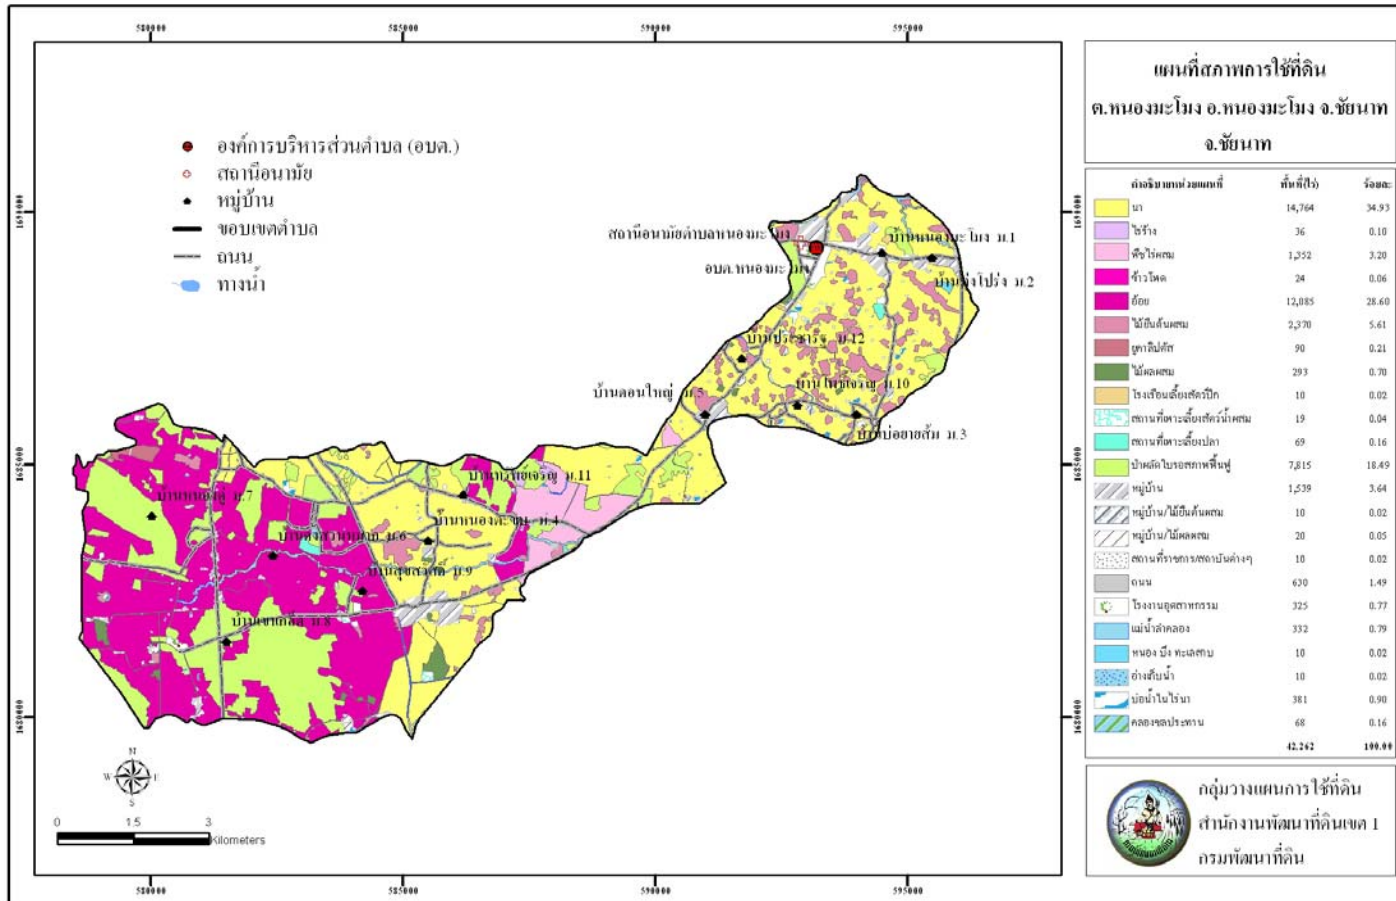 580000 585000 590000 595000
แผนที่สภาพการใช้ที่ดิน
ต.หนองมะโมง อ.หนองมะโมง จ.ชัยนาท
จ.ชัยนาท
องค์การบริหารส่วนตำบล (อบต.)
สถานีอนามัย
หมู่บ้าน
ขอบเขตตำบล
ถนน
ทางน้ำ
1690000 1690000
1685000 1685000
1680000 1680000
สถานีอนามัยตำบลหนองมะโมง
บ้านหนองมะโมง ม.1
อบต.หนองมะโมง
ม.2
บ้านประชารัฐ ม.12
บ้านโพธิ์เจริญ ม.10
บ้านดอนใหญ่ ม.5
บ้านบ่อยายส้ม ม.3
บ้านทรัพย์เจริญ ม.11
ม.7
ม.4
ม.6
บ้านสุขสวัสดิ์ ม.9
ม.8
คำอธิบายหน่วยแผนที่ พื้นที่(ไร่) ร้อยละ
นา 14,764 34.93
ไร่ร้าง 36 0.10
พืชไร่ผสม 1,352 3.20
ข้าวโพด 24 0.06
อ้อย 12,085 28.60
ไม้ยืนต้นผสม 2,370 5.61
ยูคาลิปตัส 90 0.21
ไม้ผลผสม 293 0.70
โรงเรือนเลี้ยงสัตว์ปีก 10 0.02
สถานที่เพาะเลี้ยงสัตว์น้ำผสม 19 0.04
สถานที่เพาะเลี้ยงปลา 69 0.16
ป่าผลัดใบรอสภาพฟื้นฟู 7,815 18.49
หมู่บ้าน 1,539 3.64
หมู่บ้าน/ไม้ยืนต้นผสม 10 0.02
หมู่บ้าน/ไม้ผลผสม 20 0.05
สถานที่ราชการ/สถาบันต่างๆ 10 0.02
ถนน 630 1.49
โรงงานอุตสาหกรรม 325 0.77
แม่น้ำลำคลอง 332 0.79
หนอง บึง ทะเลสาบ 10 0.02
อ่างเก็บน้ำ 10 0.02
บ่อน้ำในไร่นา 381 0.90
คลองชลประทาน 68 0.16
42,262 100.00
N
W E
S
0 1.5 3
Kilometers
กลุ่มวางแผนการใช้ที่ดิน
สำนักงานพัฒนาที่ดินเขต 1
กรมพัฒนาที่ดิน
580000 585000 590000 595000